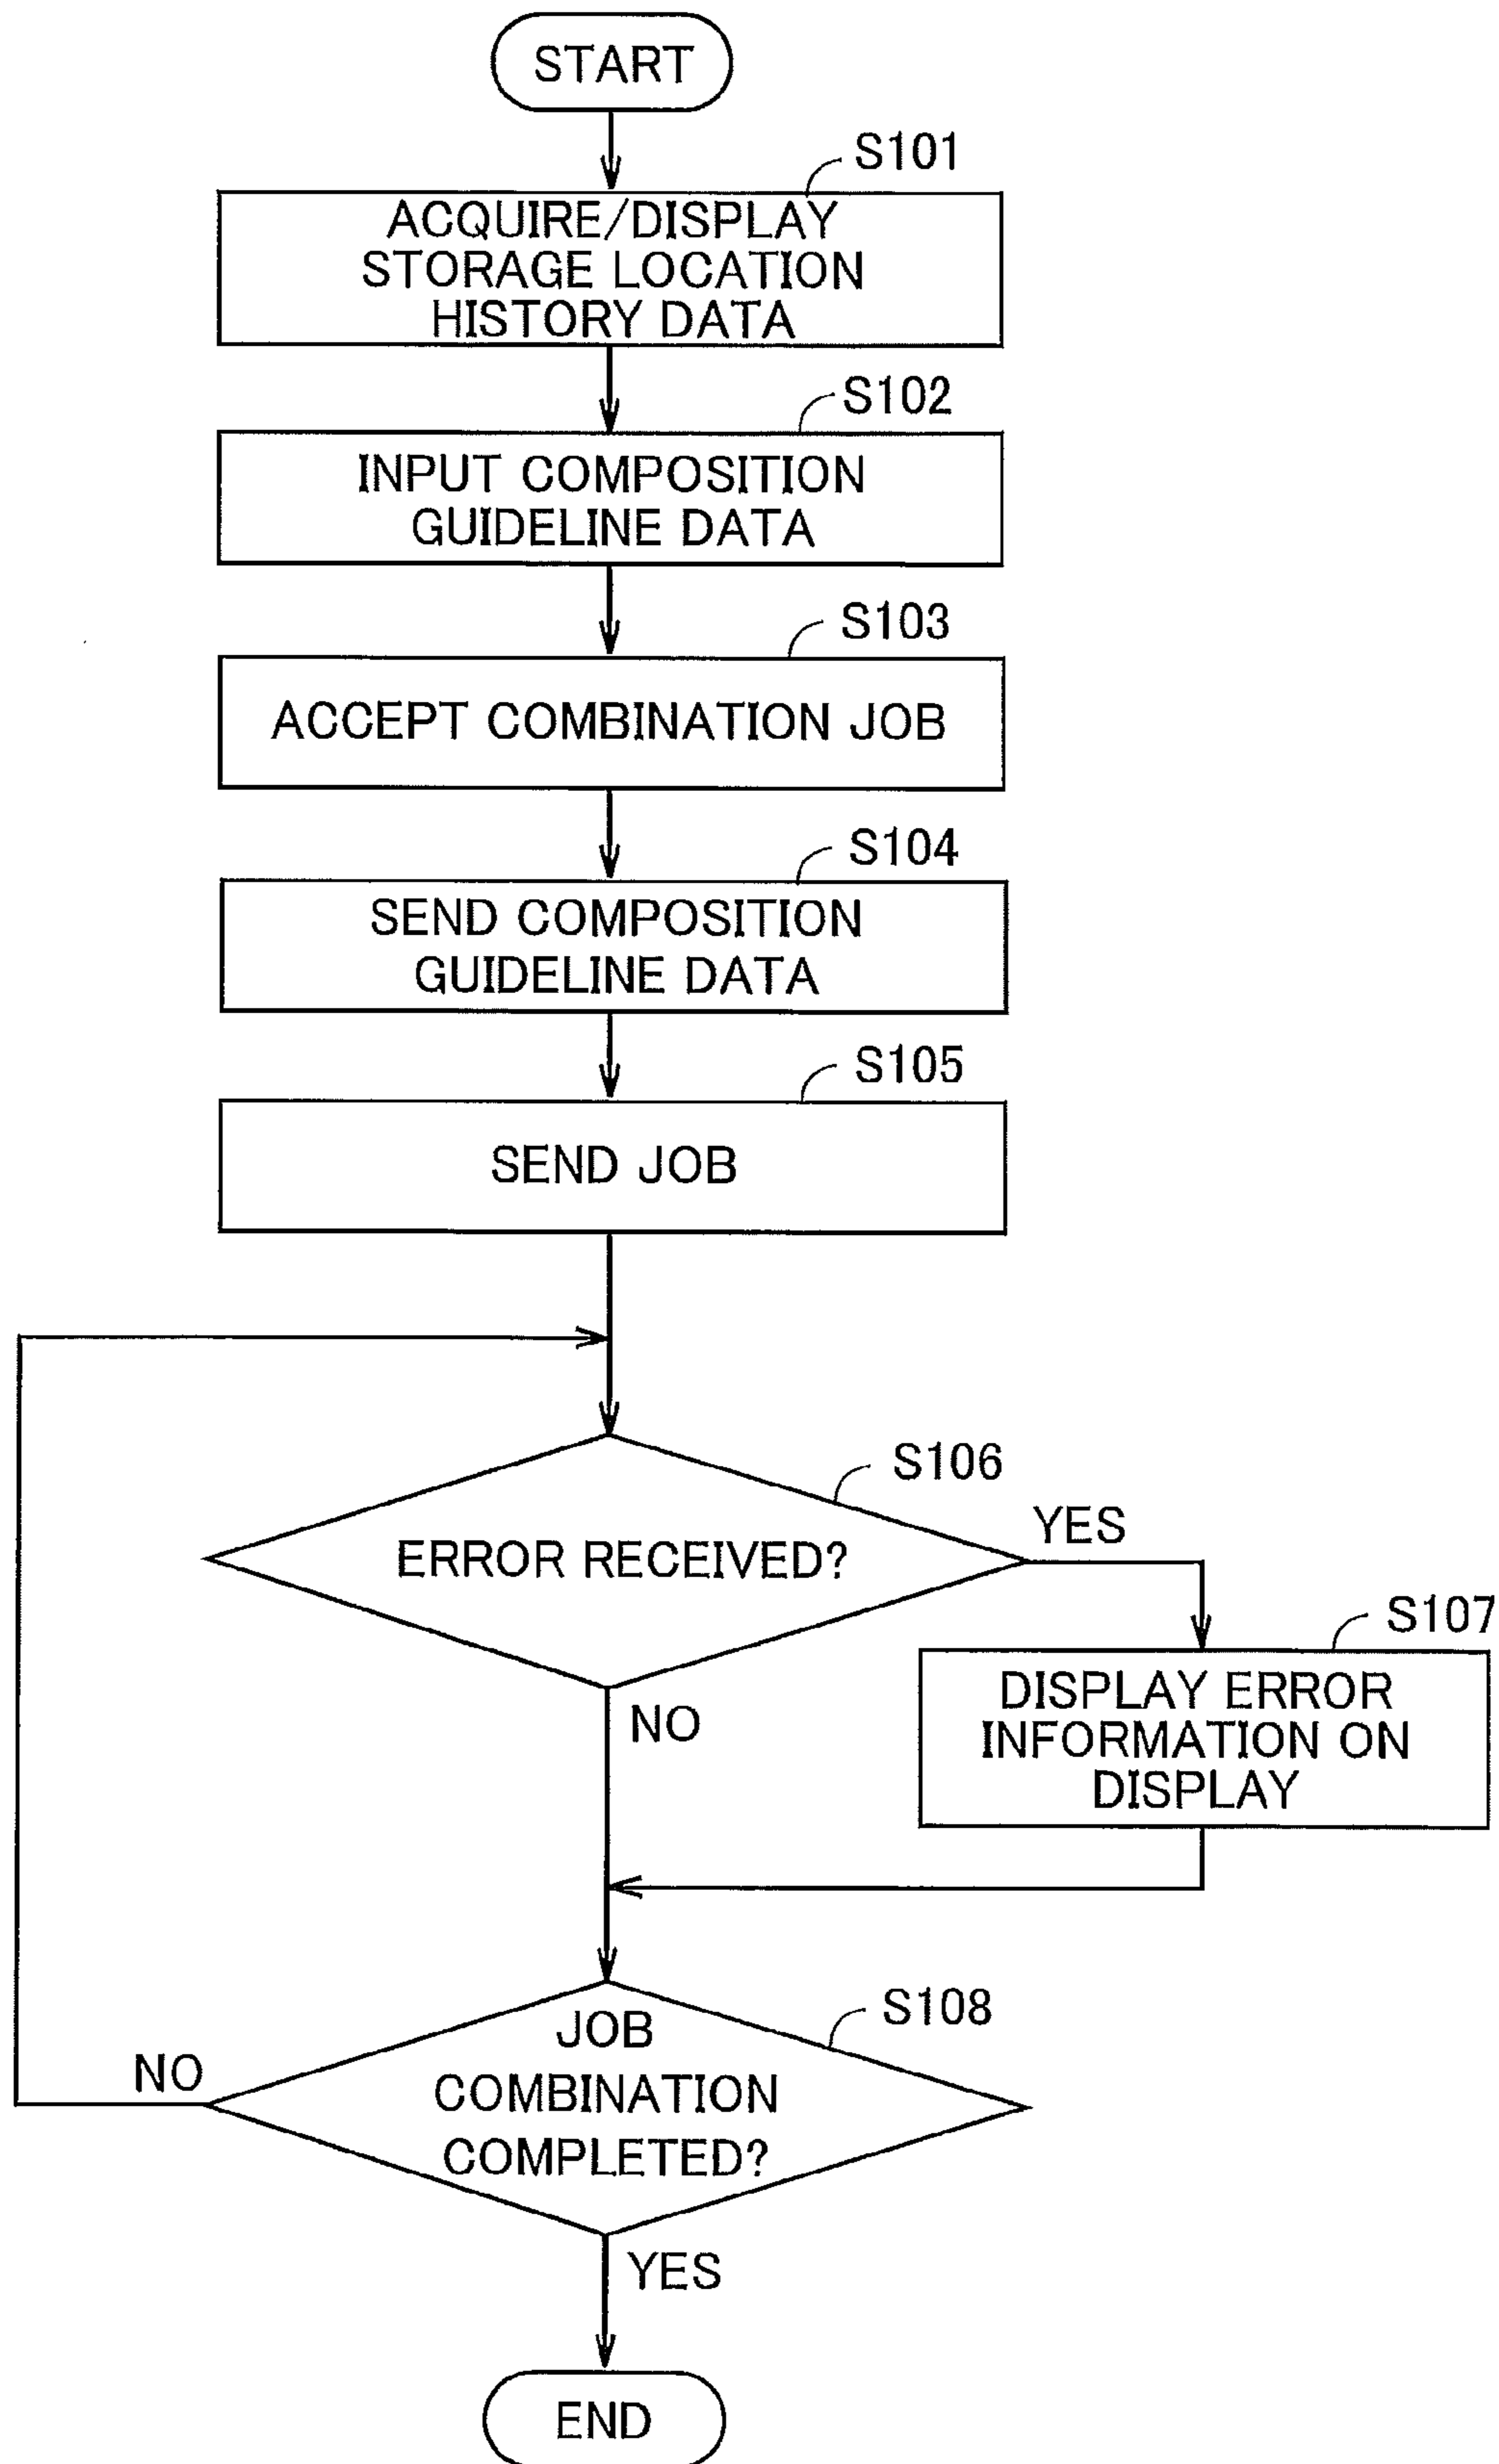 START
S101
ACQUIRE/DISPLAY
STORAGE LOCATION
HISTORY DATA
S102
INPUT COMPOSITION
GUIDELINE DATA
S103
ACCEPT COMBINATION JOB
S104
SEND COMPOSITION
GUIDELINE DATA
S105
SEND JOB
S106
ERROR RECEIVED?
YES
NO
S107
DISPLAY ERROR
INFORMATION ON
DISPLAY
S108
JOB
COMBINATION
COMPLETED?
NO
YES
END